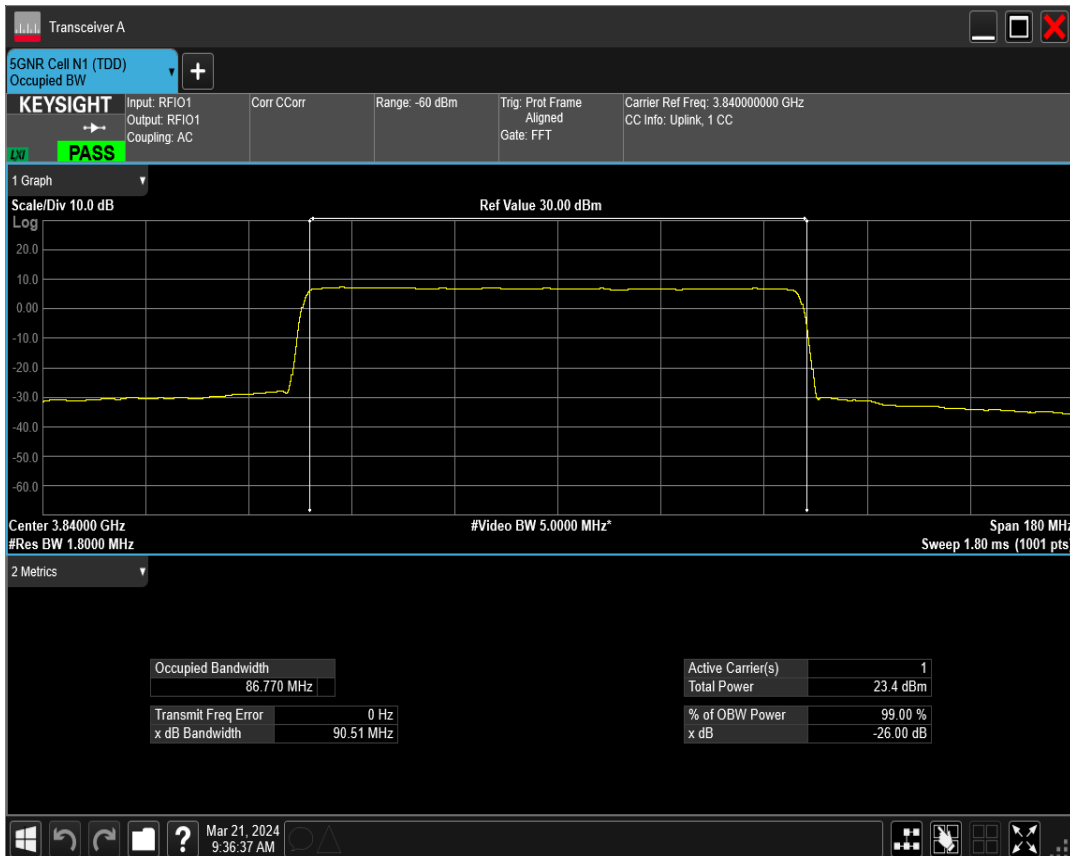 Transceiver A
5GNR Cell N1 (TDD)
Occupied BW
+
KEYSIGHT
LXI
PASS
Input: RFIO1
Output: RFIO1
Coupling: AC
Corr CCorr
Range: -60 dBm
Trig: Prot Frame
Aligned
Gate: FFT
Carrier Ref Freq: 3.840000000 GHz
CC Info: Uplink, 1 CC
1 Graph
Scale/Div 10.0 dB
Ref Value 30.00 dBm
Log
20.0
10.0
0.00
-10.0
-20.0
-30.0
-40.0
-50.0
-60.0
Center 3.84000 GHz
#Video BW 5.0000 MHz*
Span 180 MHz
#Res BW 1.8000 MHz
Sweep 1.80 ms (1001 pts)
2 Metrics
Occupied Bandwidth
86.770 MHz
Transmit Freq Error 0 Hz
x dB Bandwidth 90.51 MHz
Active Carrier(s) 1
Total Power 23.4 dBm
% of OBW Power 99.00 %
x dB -26.00 dB
?
Mar 21, 2024
9:36:37 AM